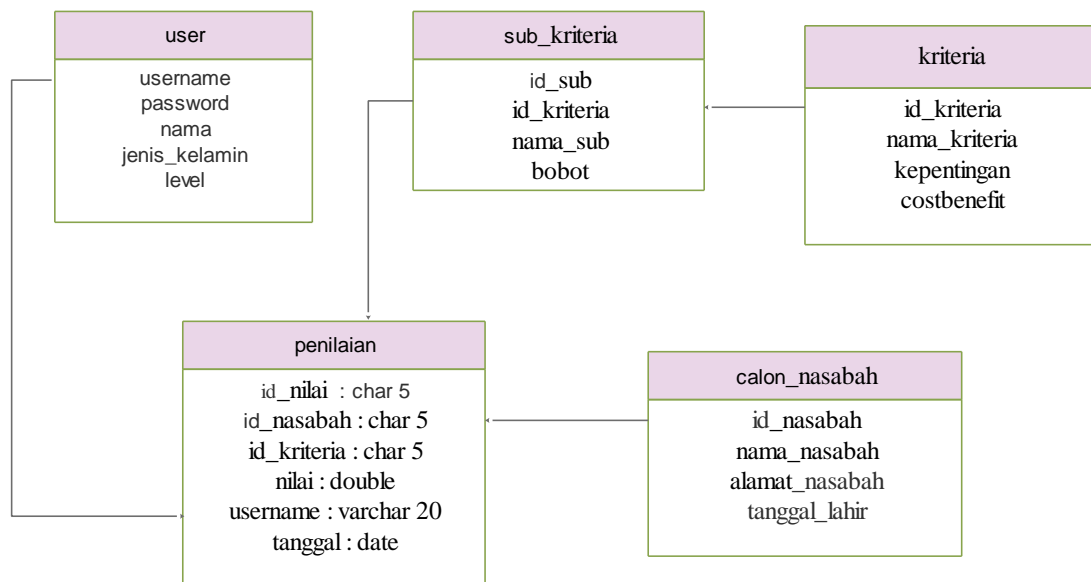 user
username
password
nama
jenis_kelamin
level
sub_kriteria
id_sub
id_kriteria
nama_sub
bobot
kriteria
id_kriteria
nama_kriteria
kepentingan
costbenefit
penilaian
id_nilai : char 5
id_nasabah : char 5
id_kriteria : char 5
nilai : double
username : varchar 20
tanggal : date
calon_nasabah
id_nasabah
nama_nasabah
alamat_nasabah
tanggal_lahir